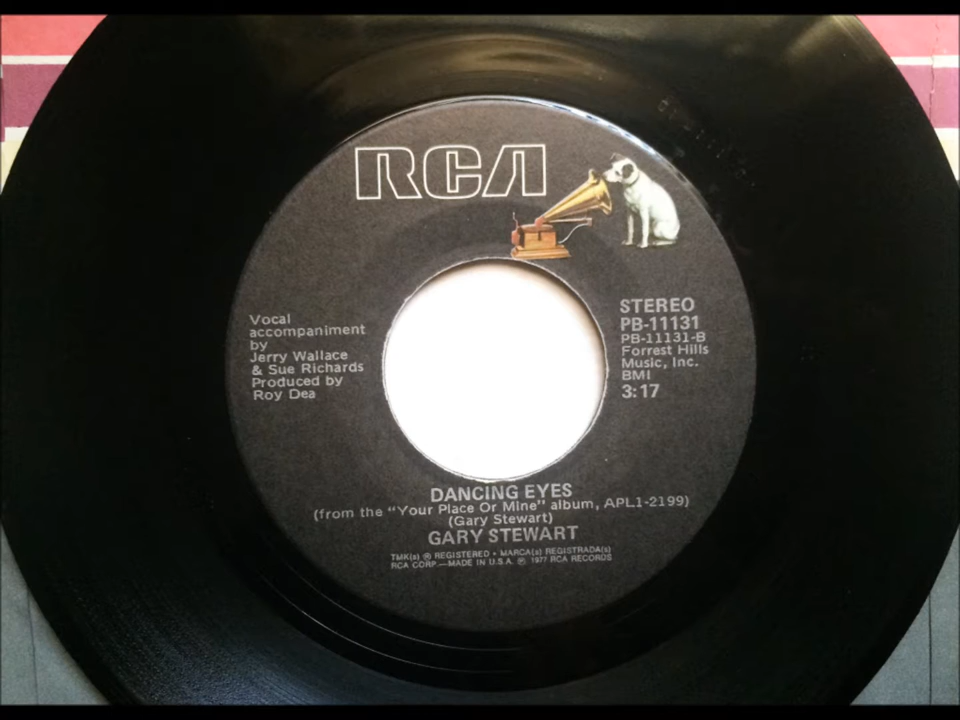 RCA
Vocal
accompaniment
by
Jerry Wallace
& Sue Richards
Produced by
Roy Dea
STEREO
PB-11131
PB-11131-B
Forrest Hills
Music, Inc.
BMI
3:17
DANCING EYES
(from the "Your Place Or Mine" album, APL1-2199)
(Gary Stewart)
GARY STEWART
TMK(s) ® REGISTERED • MARCA(s) REGISTRADA(s)
RCA CORP.—MADE IN U.S.A. ℗ 1977 RCA RECORDS